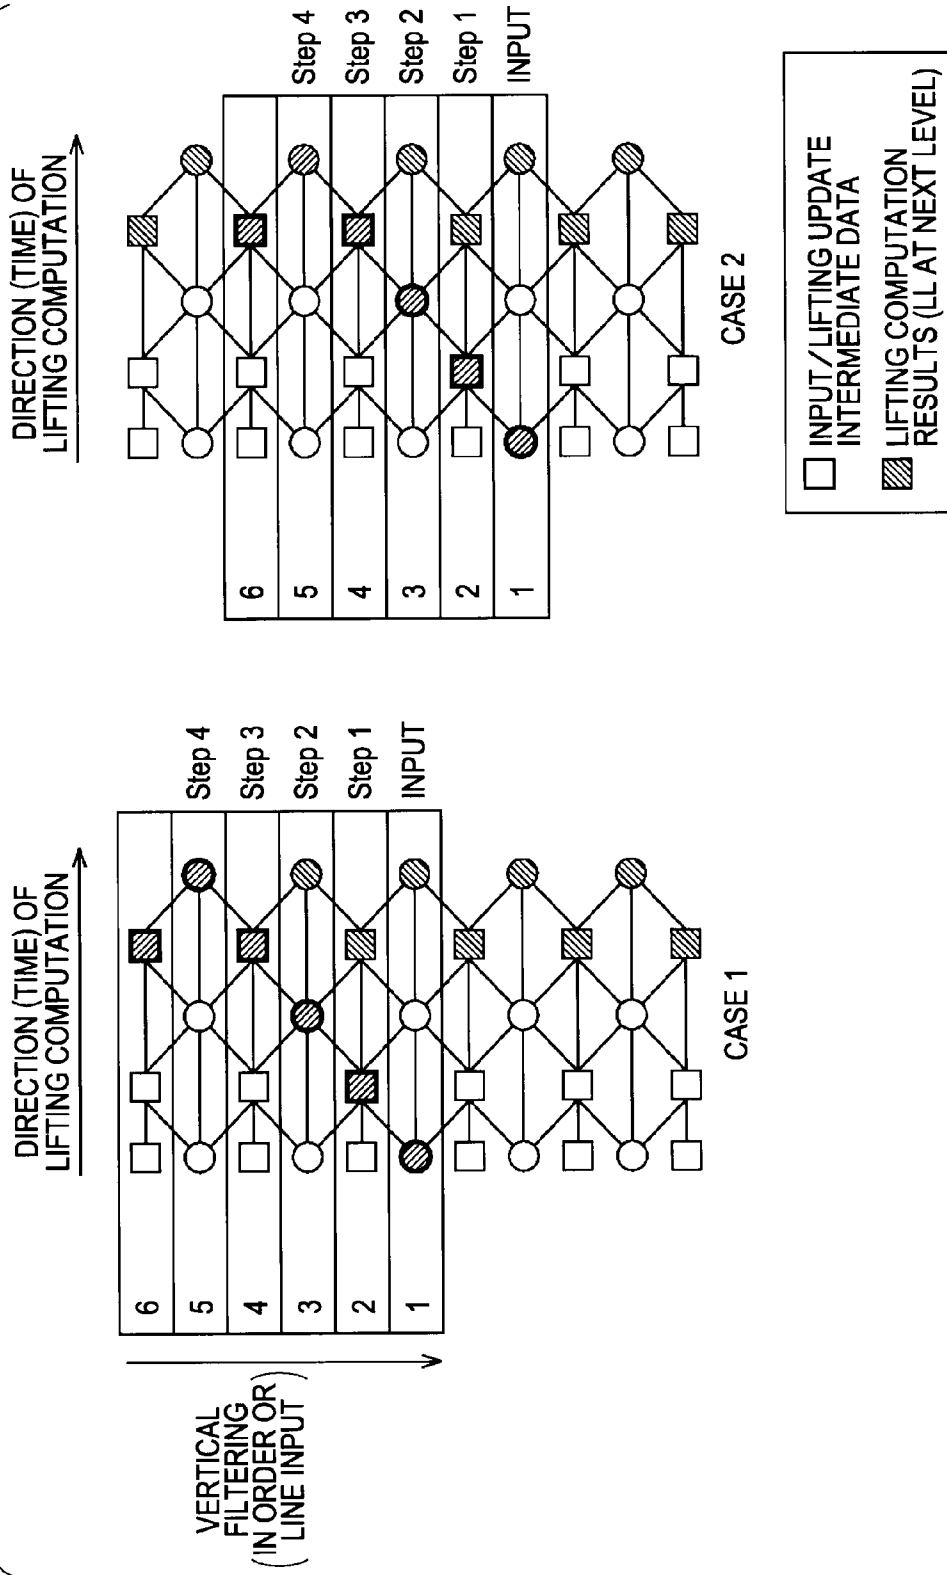 DIRECTION (TIME) OF
LIFTING COMPUTATION
Step 4
Step 3
Step 2
Step 1
INPUT
6
5
4
3
2
1
CASE 2
INPUT/LIFTING UPDATE
INTERMEDIATE DATA
LIFTING COMPUTATION
RESULTS (LL AT NEXT LEVEL)
DIRECTION (TIME) OF
LIFTING COMPUTATION
Step 4
Step 3
Step 2
Step 1
INPUT
6
5
4
3
2
1
CASE 1
VERTICAL
FILTERING
(IN ORDER OR
LINE INPUT)